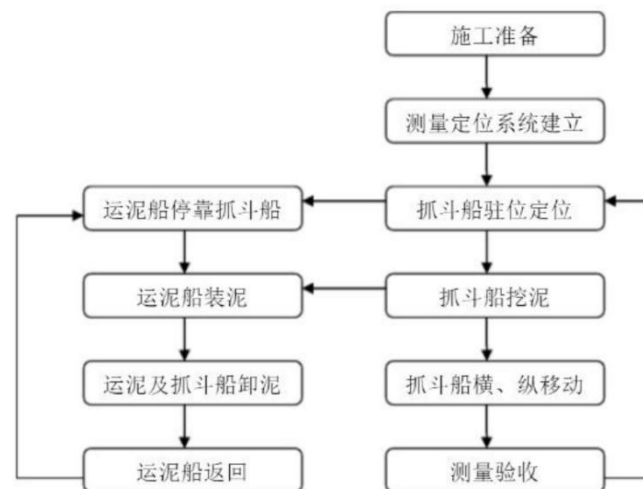 施工准备
测量定位系统建立
运泥船停靠抓斗船
抓斗船驻位定位
运泥船装泥
抓斗船挖泥
运泥及抓斗船卸泥
抓斗船横、纵移动
运泥船返回
测量验收